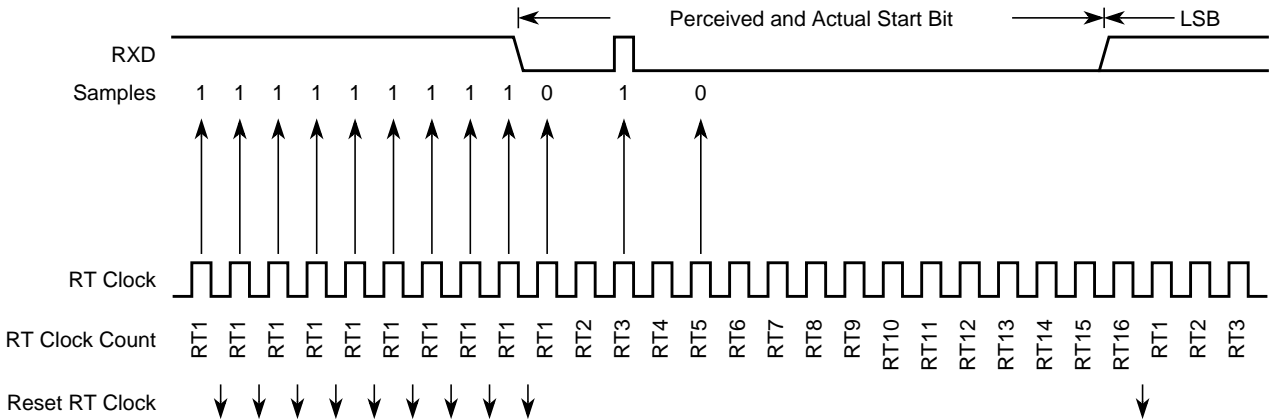 Perceived and Actual Start Bit LSB
RXD
Samples 1 1 1 1 1 1 1 1 1 0 1 0
RT Clock
RT Clock Count RT1 RT1 RT1 RT1 RT1 RT1 RT1 RT1 RT1 RT1 RT2 RT3 RT4 RT5 RT6 RT7 RT8 RT9 RT10 RT11 RT12 RT13 RT14 RT15 RT16 RT1 RT2 RT3
Reset RT Clock